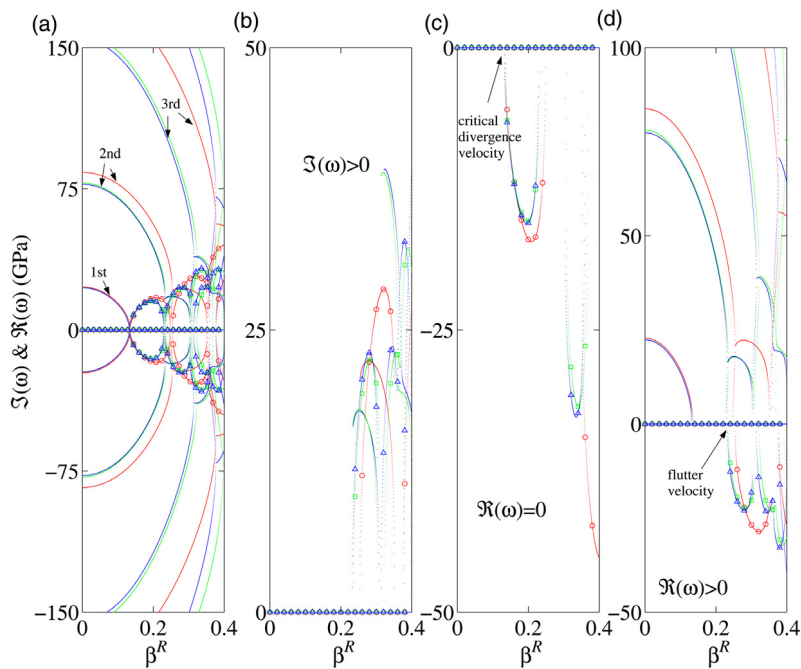 (a)
(b)
(c)
(d)
150
75
0
−75
−150
ℑ(ω) & ℜ(ω) (GPa)
3rd
2nd
1st
0 0.2 0.4
β^R
50
25
0
ℑ(ω)>0
0 0.2 0.4
β^R
0
−25
−50
critical
divergence
velocity
ℜ(ω)=0
0 0.2 0.4
β^R
100
50
0
−50
flutter
velocity
ℜ(ω)>0
0 0.2 0.4
β^R